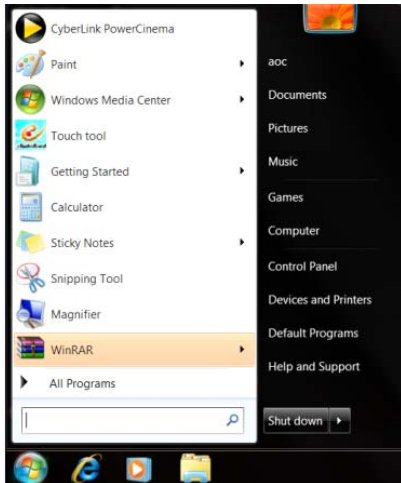 CyberLink PowerCinema
Paint
Windows Media Center
Touch tool
Getting Started
Calculator
Sticky Notes
Snipping Tool
Magnifier
WinRAR
All Programs
aoc
Documents
Pictures
Music
Games
Computer
Control Panel
Devices and Printers
Default Programs
Help and Support
Shut down